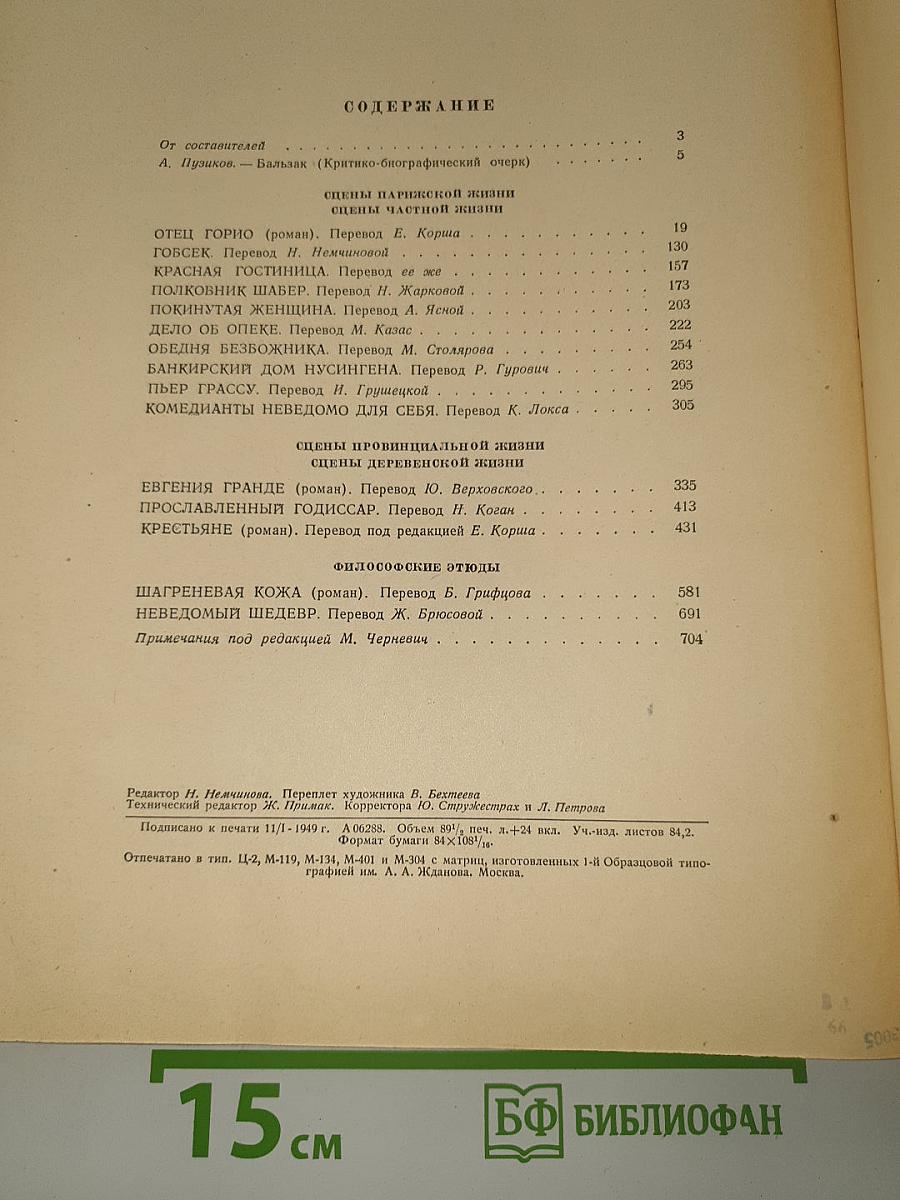 СОДЕРЖАНИЕ
От составителей . . . . . . . . . . . . . . . . . . . . . . . . . 3
А. Пузиков. — Бальзак (Критико-биографический очерк) . . . . . . 5
СЦЕНЫ ПАРИЖСКОЙ ЖИЗНИ
СЦЕНЫ ЧАСТНОЙ ЖИЗНИ
ОТЕЦ ГОРИО (роман). Перевод Е. Корша . . . . . . . . . . . 19
ГОБСЕК. Перевод Н. Немчиновой . . . . . . . . . . . . . . . 130
КРАСНАЯ ГОСТИНИЦА. Перевод ее же . . . . . . . . . . . . 157
ПОЛКОВНИК ШАБЕР. Перевод Н. Жарковой . . . . . . . . . . . 173
ПОКИНУТАЯ ЖЕНЩИНА. Перевод А. Ясной . . . . . . . . . . . 203
ДЕЛО ОБ ОПЕКЕ. Перевод М. Казас . . . . . . . . . . . . . . 222
ОБЕДНЯ БЕЗБОЖНИКА. Перевод М. Столярова . . . . . . . . . 254
БАНКИРСКИЙ ДОМ НУСИНГЕНА. Перевод Р. Гурович . . . . . . 263
ПЬЕР ГРАССУ. Перевод И. Грушецкой . . . . . . . . . . . . . 295
КОМЕДИАНТЫ НЕВЕДОМО ДЛЯ СЕБЯ. Перевод К. Локса . . . . . 305
СЦЕНЫ ПРОВИНЦИАЛЬНОЙ ЖИЗНИ
СЦЕНЫ ДЕРЕВЕНСКОЙ ЖИЗНИ
ЕВГЕНИЯ ГРАНДЕ (роман). Перевод Ю. Верховского . . . . . . . 335
ПРОСЛАВЛЕННЫЙ ГОДИССАР. Перевод Н. Коган . . . . . . . . 413
КРЕСТЬЯНЕ (роман). Перевод под редакцией Е. Корша . . . . . . . 431
ФИЛОСОФСКИЕ ЭТЮДЫ
ШАГРЕНЕВАЯ КОЖА (роман). Перевод Б. Грифцова . . . . . . . 581
НЕВЕДОМЫЙ ШЕДЕВР. Перевод Ж. Брюсовой . . . . . . . . . . 691
Примечания под редакцией М. Черневич . . . . . . . . . . . . . 704
Редактор Н. Немчинова. Переплет художника В. Бехтеева
Технический редактор Ж. Примак. Корректора Ю. Стружестрах и Л. Петрова
Подписано к печати 11/I - 1949 г. А 06288. Объем 89¹/₂ печ. л.+24 вкл. Уч.-изд. листов 84,2.
Формат бумаги 84×108¹/₁₆.
Отпечатано в тип. Ц-2, М-119, М-134, М-401 и М-304 с матриц, изготовленных 1-й Образцовой типо-
графией им. А. А. Жданова. Москва.
15 см
БФ БИБЛИОФАН